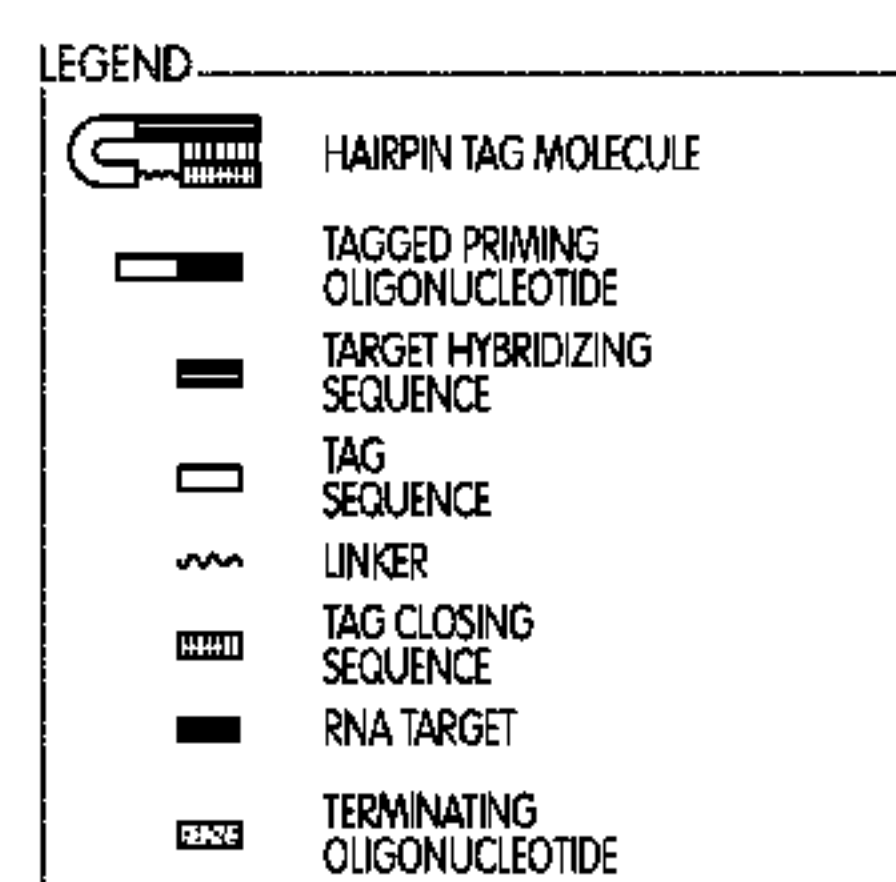 LEGEND
HAIRPIN TAG MOLECULE
TAGGED PRIMING
OLIGONUCLEOTIDE
TARGET HYBRIDIZING
SEQUENCE
TAG
SEQUENCE
LINKER
TAG CLOSING
SEQUENCE
RNA TARGET
TERMINATING
OLIGONUCLEOTIDE